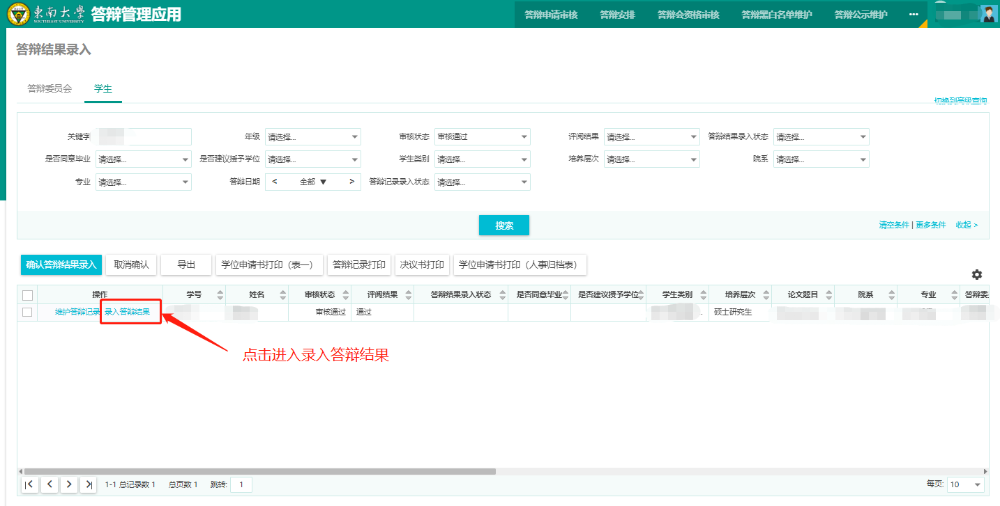 東南大學 答辩管理应用 答辩申请审核 答辩安排 答辩会资格审核 答辩黑白名单维护 答辩公示维护 ...
SOUTHEAST UNIVERSITY
答辩结果录入
答辩委员会 学生
切换到高级查询
关键字 年级 请选择... 审核状态 审核通过 评阅结果 请选择... 答辩结果录入状态 请选择...
是否同意毕业 请选择... 是否建议授予学位 请选择... 学生类别 请选择... 培养层次 请选择... 院系 请选择...
专业 请选择... 答辩日期 < 全部 ▼ > 答辩记录录入状态 请选择...
搜索 清空条件 | 更多条件 收起 >
确认答辩结果录入 取消确认 导出 学位申请书打印（表一） 答辩记录打印 决议书打印 学位申请书打印（人事归档表）
操作 学号 姓名 审核状态 评阅结果 答辩结果录入状态 是否同意毕业 是否建议授予学位 学生类别 培养层次 论文题目 院系 专业 答辩委
维护答辩记录 录入答辩结果 审核通过 通过 硕士研究生
点击进入录入答辩结果
1-1 总记录数 1 总页数 1 跳转: 1 每页: 10